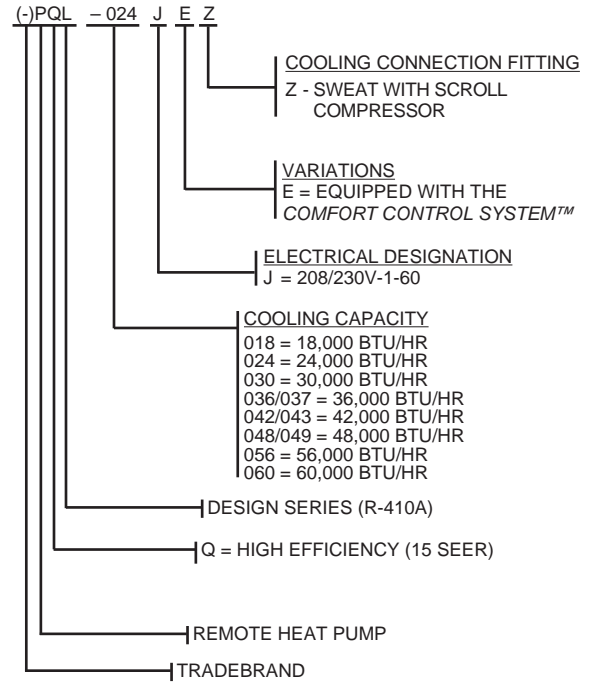 (-)PQL – 024 J E Z
COOLING CONNECTION FITTING
Z - SWEAT WITH SCROLL
COMPRESSOR
VARIATIONS
E = EQUIPPED WITH THE
COMFORT CONTROL SYSTEM™
ELECTRICAL DESIGNATION
J = 208/230V-1-60
COOLING CAPACITY
018 = 18,000 BTU/HR
024 = 24,000 BTU/HR
030 = 30,000 BTU/HR
036/037 = 36,000 BTU/HR
042/043 = 42,000 BTU/HR
048/049 = 48,000 BTU/HR
056 = 56,000 BTU/HR
060 = 60,000 BTU/HR
DESIGN SERIES (R-410A)
Q = HIGH EFFICIENCY (15 SEER)
REMOTE HEAT PUMP
TRADEBRAND